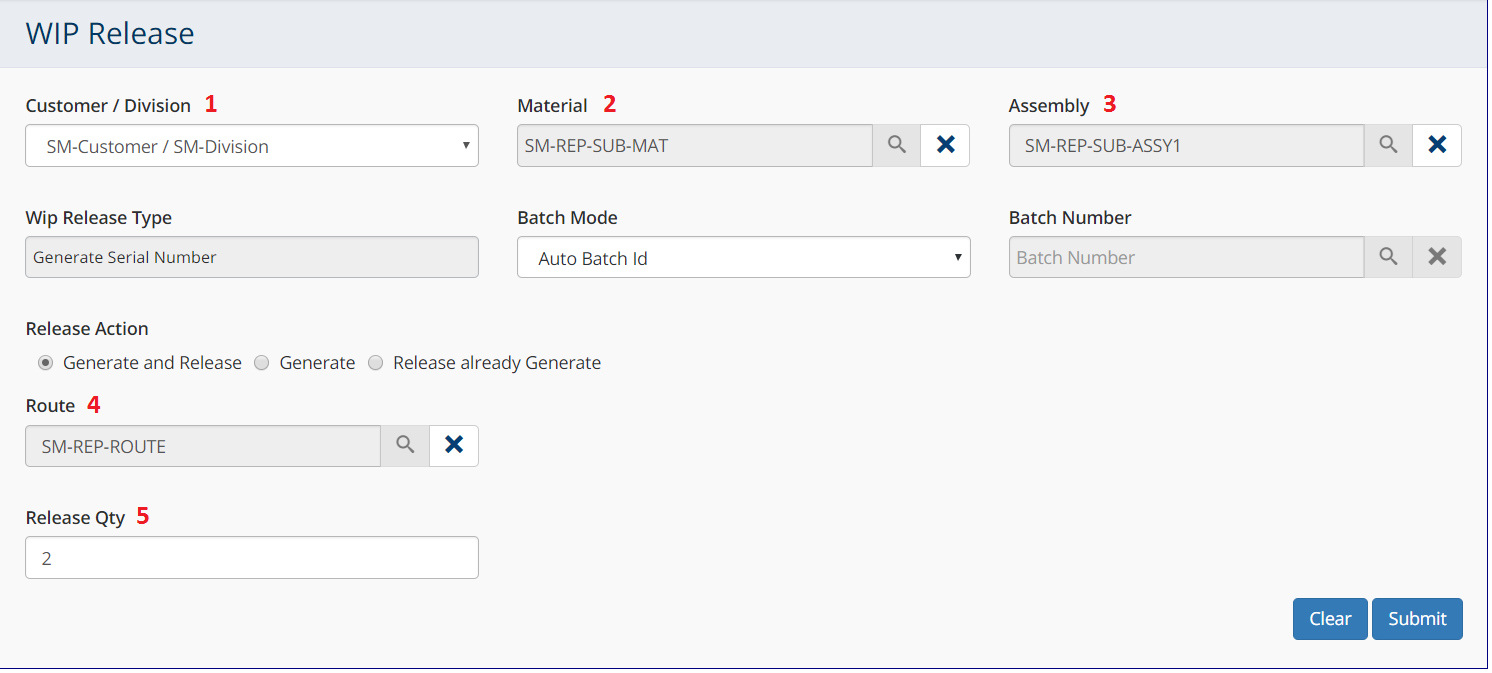 WIP Release
Customer / Division 1
Material 2
Assembly 3
SM-Customer / SM-Division
SM-REP-SUB-MAT
SM-REP-SUB-ASSY1
Wip Release Type
Batch Mode
Batch Number
Generate Serial Number
Auto Batch Id
Batch Number
Release Action
Generate and Release Generate Release already Generate
Route 4
SM-REP-ROUTE
Release Qty 5
2
Clear Submit